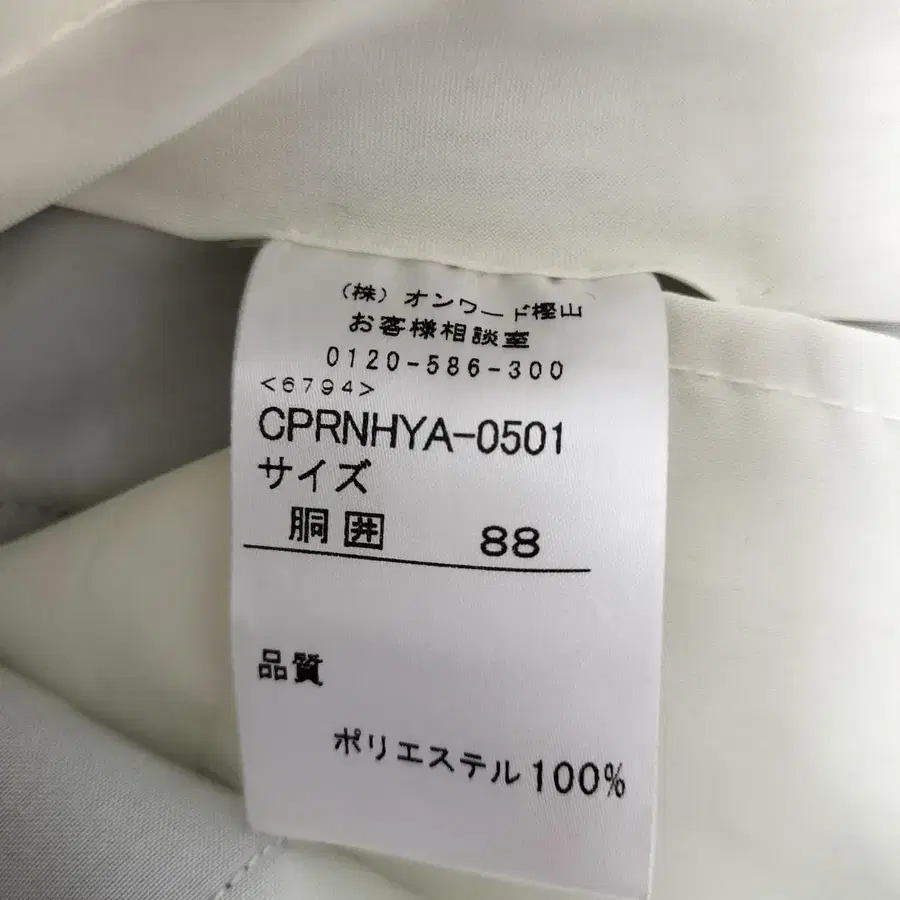 (株)オンワード樫山
お客様相談室
0120-586-300
<6794>
CPRNHYA-0501
サイズ
胴囲 88
品質
ポリエステル100%